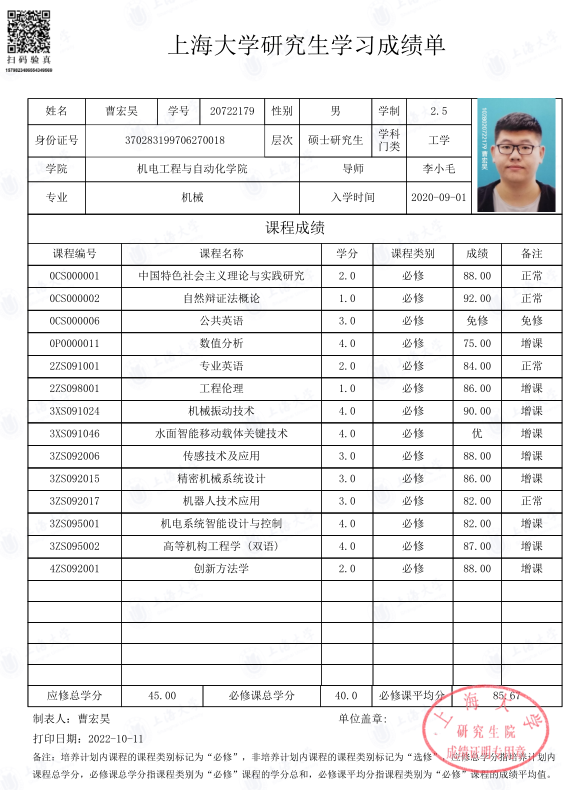 上海大学研究生学习成绩单
扫码验真
姓名 曹宏昊 学号 20722179 性别 男 学制 2.5
身份证号 370283199706270018 层次 硕士研究生 学科门类 工学
学院 机电工程与自动化学院 导师 李小毛
专业 机械 入学时间 2020-09-01
课程成绩
课程编号 课程名称 学分 课程类别 成绩 备注
0CS000001 中国特色社会主义理论与实践研究 2.0 必修 88.00 正常
0CS000002 自然辩证法概论 1.0 必修 92.00 正常
0CS000006 公共英语 3.0 必修 免修 免修
0P0000011 数值分析 4.0 必修 75.00 增课
2ZS091001 专业英语 2.0 必修 84.00 正常
2ZS098001 工程伦理 1.0 必修 86.00 增课
3XS091024 机械振动技术 4.0 必修 90.00 增课
3XS091046 水面智能移动载体关键技术 4.0 必修 优 增课
3ZS092006 传感技术及应用 3.0 必修 88.00 增课
3ZS092015 精密机械系统设计 3.0 必修 86.00 增课
3ZS092017 机器人技术应用 3.0 必修 82.00 正常
3ZS095001 机电系统智能设计与控制 4.0 必修 82.00 增课
3ZS095002 高等机构工程学 (双语) 4.0 必修 87.00 增课
4ZS092001 创新方法学 2.0 必修 88.00 增课
应修总学分 45.00 必修课总学分 40.0 必修课平均分 85.67
制表人：曹宏昊 单位盖章:
打印日期：2022-10-11
上海大学
研究生院
成绩证明专用章
备注：培养计划内课程的课程类别标记为“必修”，非培养计划内课程的课程类别标记为“选修”，应修总学分指培养计划内
课程总学分，必修课总学分指课程类别为“必修”课程的学分总和，必修课平均分指课程类别为“必修”课程的成绩平均值。